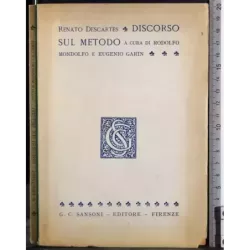 RENATO DESCARTES ♠ DISCORSO
SUL METODO A CURA DI RODOLFO
MONDOLFO E EUGENIO GARIN
G. C. SANSONI - EDITORE - FIRENZE